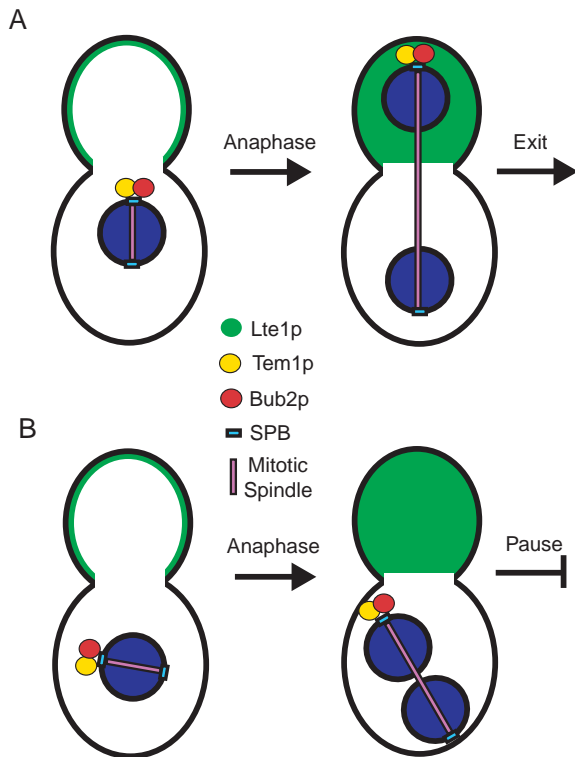 A
Anaphase
Exit
Lte1p
Tem1p
Bub2p
SPB
Mitotic
Spindle
B
Anaphase
Pause